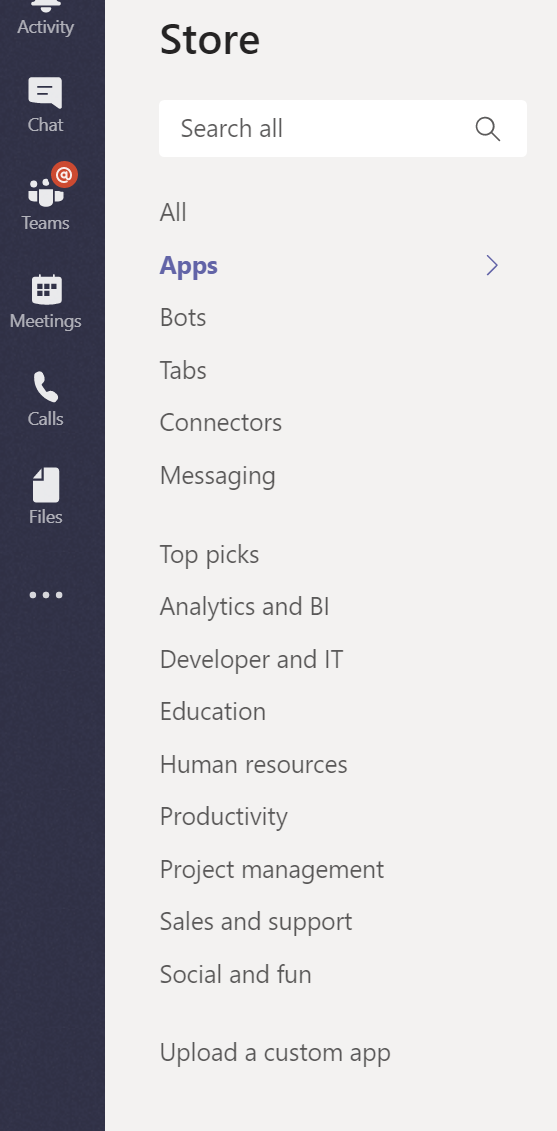 Activity
Chat
@
Teams
Meetings
Calls
Files
Store
Search all
All
Apps
Bots
Tabs
Connectors
Messaging
Top picks
Analytics and BI
Developer and IT
Education
Human resources
Productivity
Project management
Sales and support
Social and fun
Upload a custom app